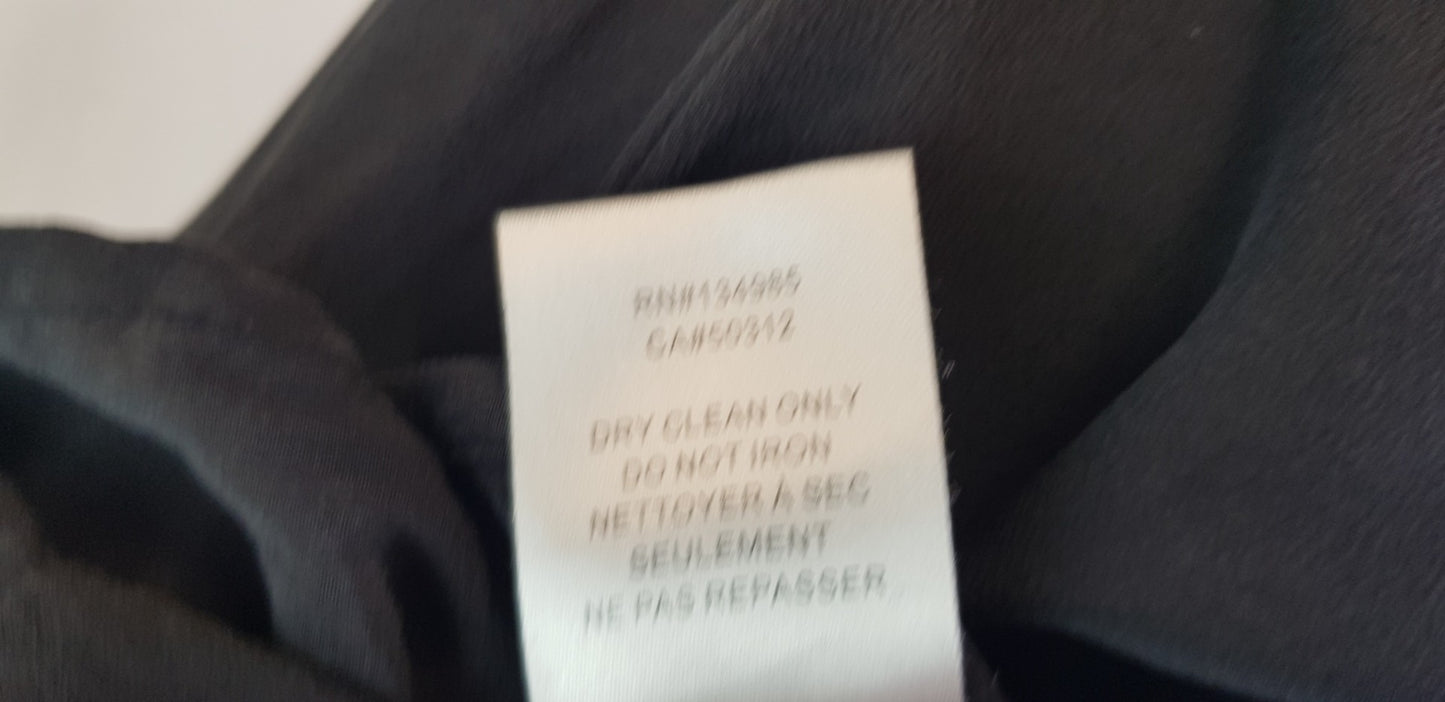 RN#134985
CA#50312
DRY CLEAN ONLY
DO NOT IRON
NETTOYER À SEC
SEULEMENT
NE PAS REPASSER